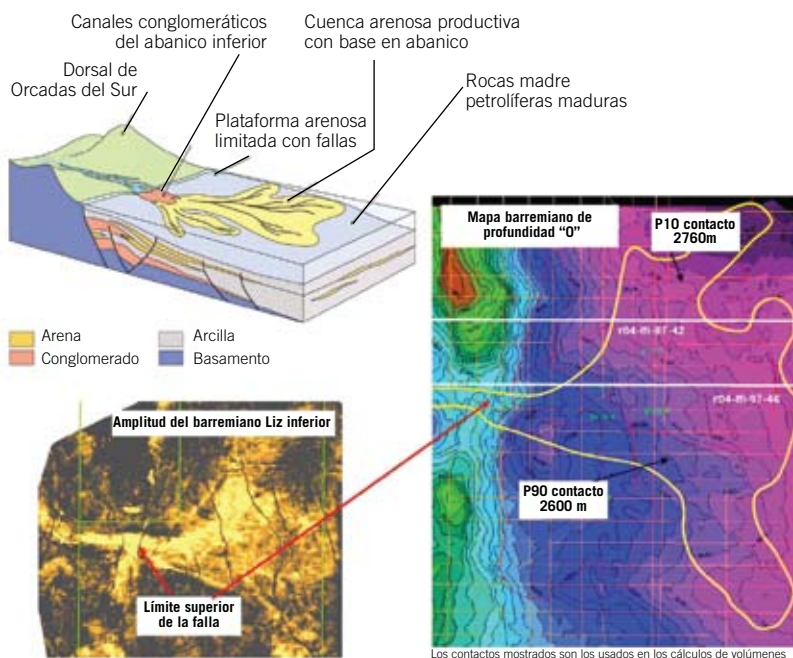 Canales conglomeráticos
del abanico inferior
Cuenca arenosa productiva
con base en abanico
Dorsal de
Orcadas del Sur
Rocas madre
petrolíferas maduras
Plataforma arenosa
limitada con fallas
Arena
Arcilla
Conglomerado
Basamento
Mapa barremiano de
profundidad “0”
P10 contacto
2760m
P90 contacto
2600 m
Amplitud del barremiano Liz inferior
Límite superior
de la falla
Los contactos mostrados son los usados en los cálculos de volúmenes